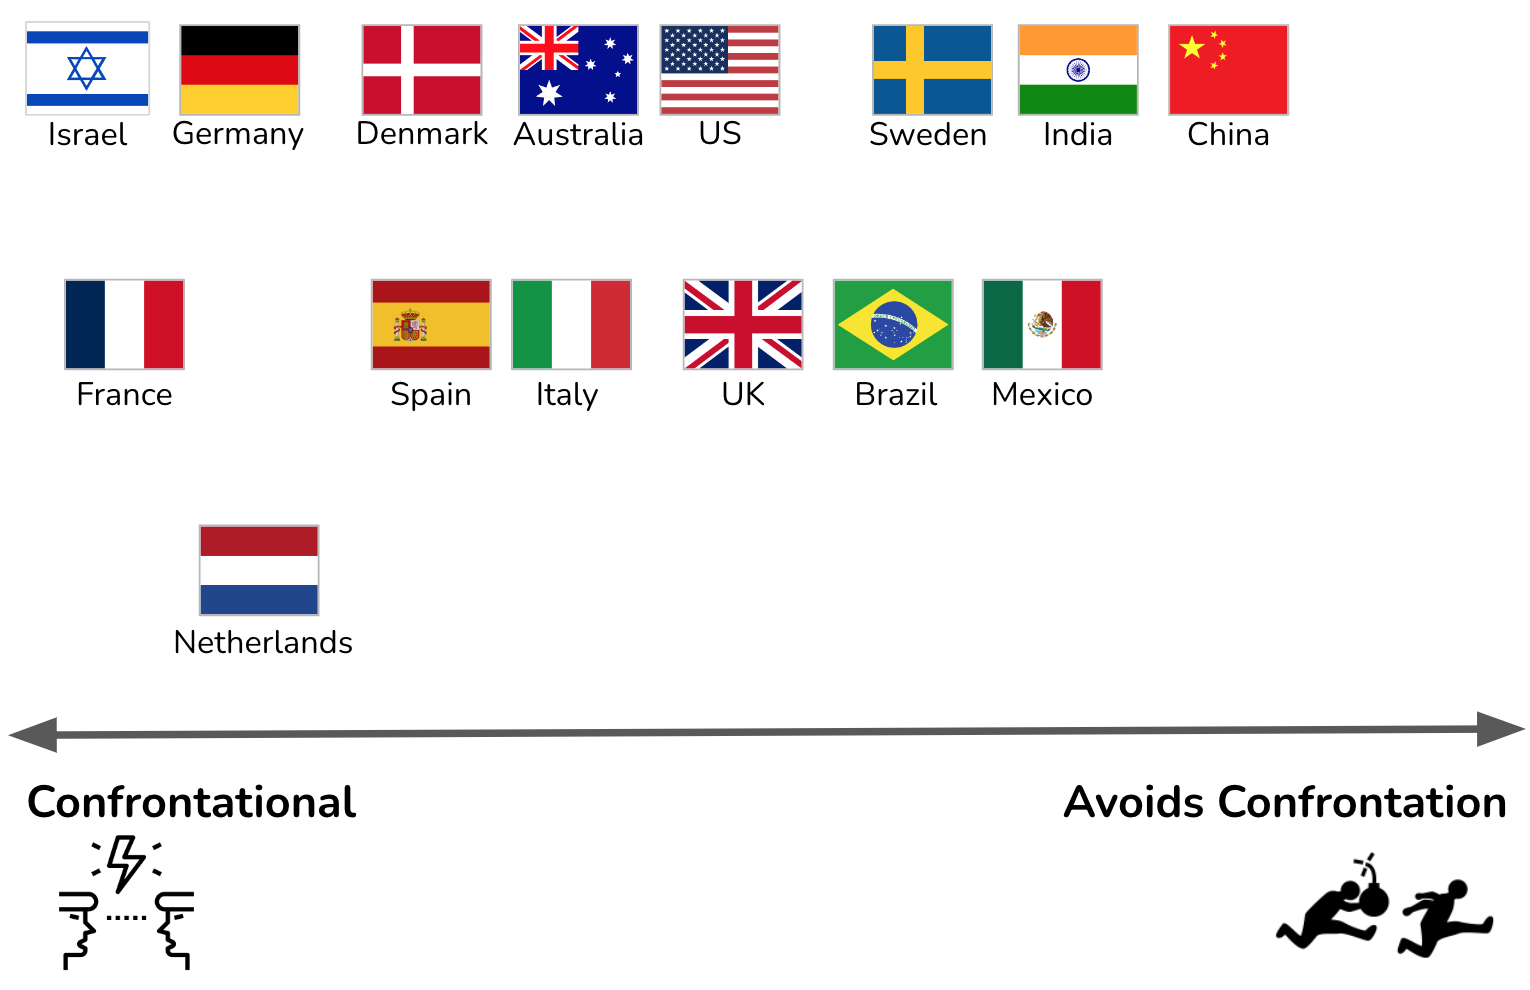 Israel Germany Denmark Australia US Sweden India China
France Spain Italy UK Brazil Mexico
Netherlands
Confrontational Avoids Confrontation